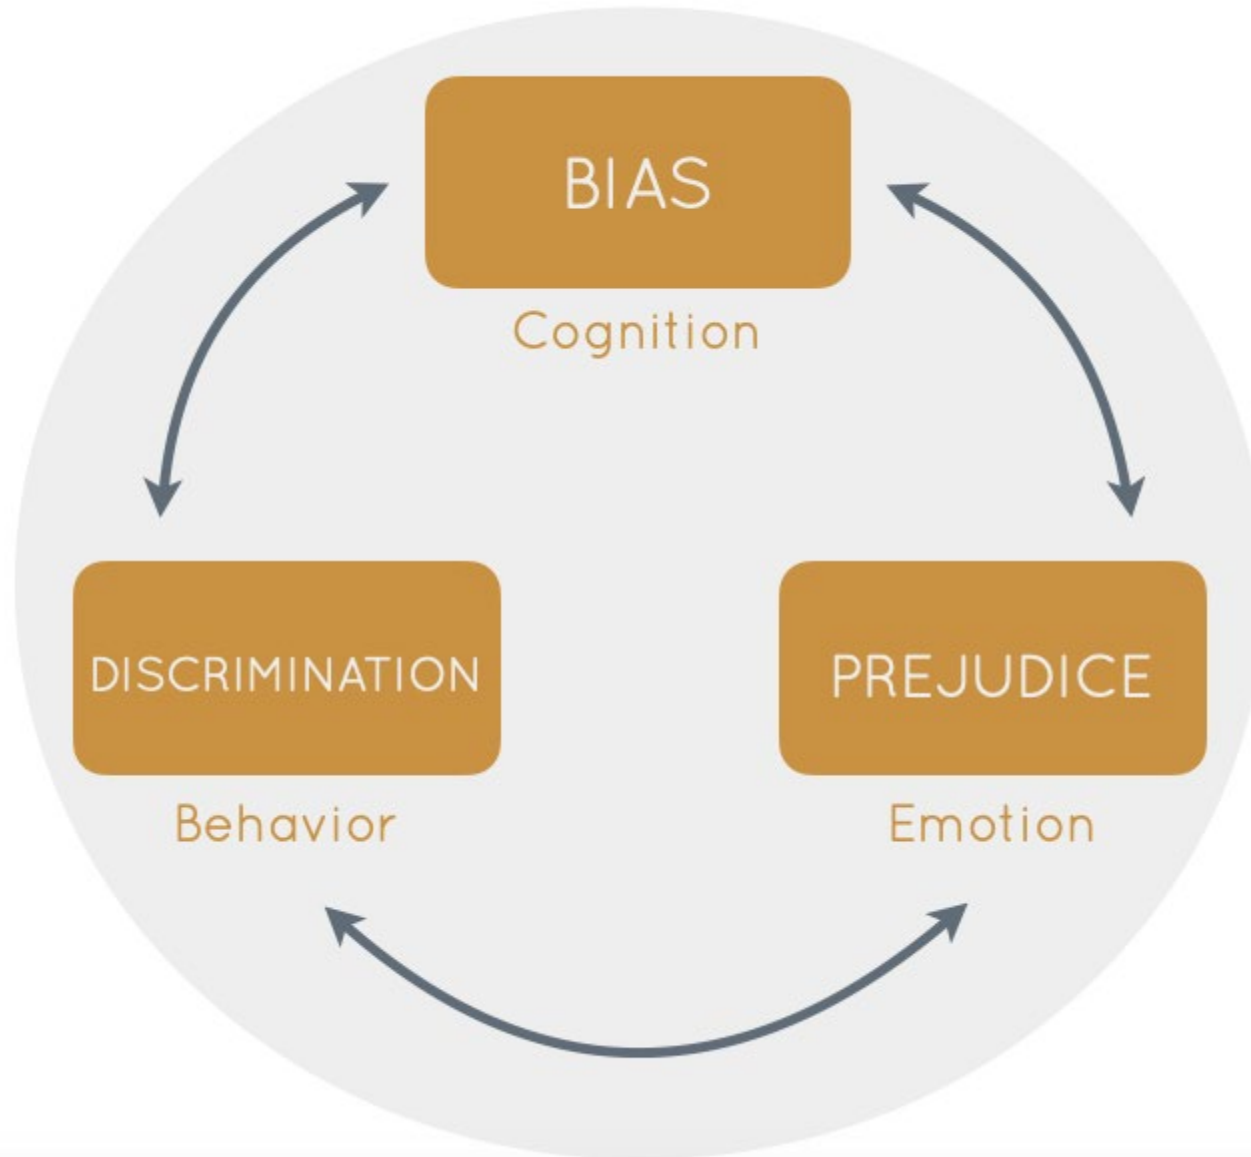 BIAS
Cognition
DISCRIMINATION
PREJUDICE
Behavior
Emotion